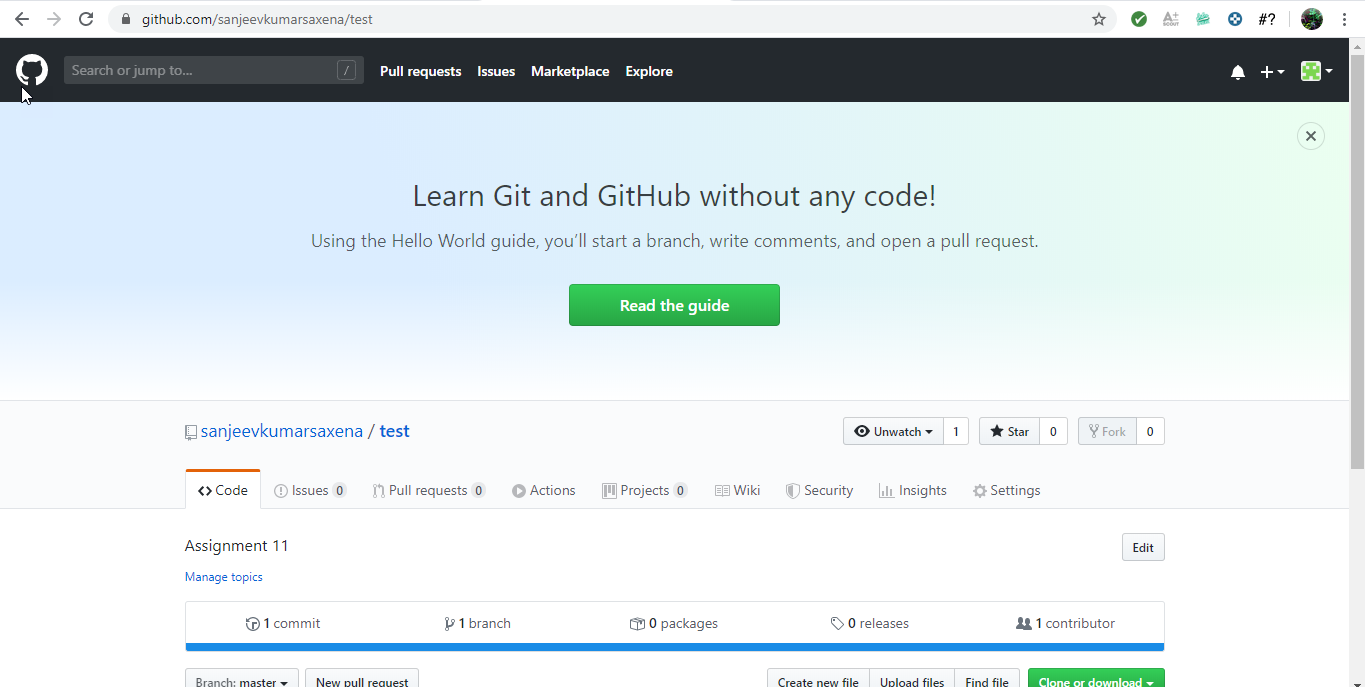 github.com/sanjeevkumarsaxena/test
A+
SCOUT
#?
Search or jump to...
/
Pull requests
Issues
Marketplace
Explore
Learn Git and GitHub without any code!
Using the Hello World guide, you’ll start a branch, write comments, and open a pull request.
Read the guide
sanjeevkumarsaxena / test
Unwatch 1
Star 0
Fork 0
Code
Issues 0
Pull requests 0
Actions
Projects 0
Wiki
Security
Insights
Settings
Assignment 11
Edit
Manage topics
1 commit
1 branch
0 packages
0 releases
1 contributor
Branch: master
New pull request
Create new file
Upload files
Find file
Clone or download